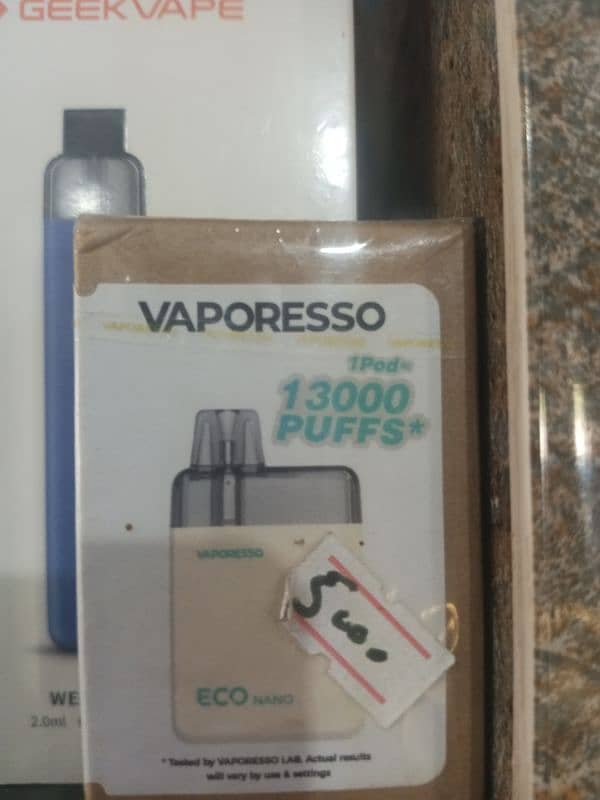 GEEKVAPE
WE
2.0ml
VAPORESSO
1Pod≈
13000
PUFFS*
VAPORESSO
5000
ECO NANO
* Tested by VAPORESSO LAB. Actual results
will vary by use & settings